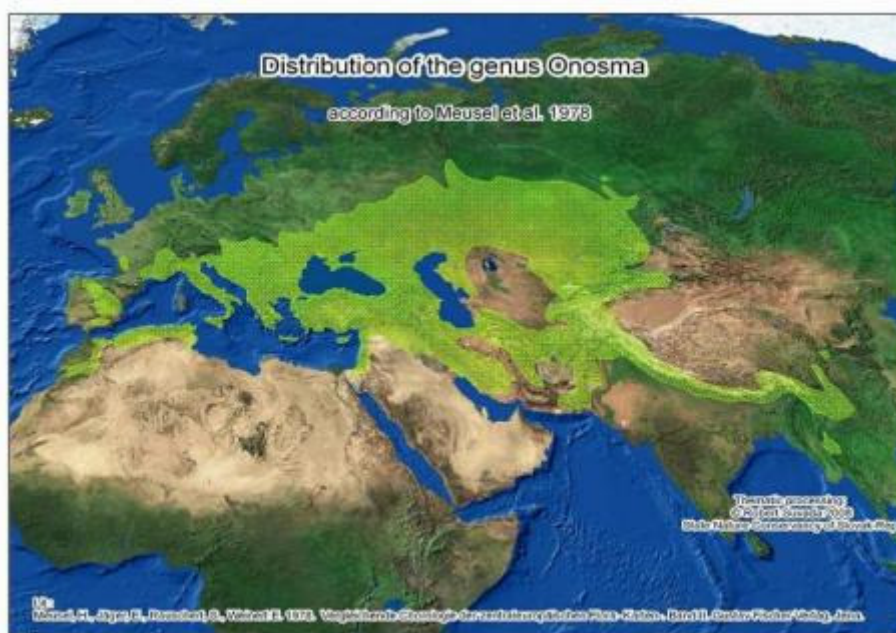 Distribution of the genus Onosma
according to Meusel et al. 1978
Thematic processing:
© Robert Šuvada 2008
State Nature Conservancy of Slovak Rep
Lit.:
Meusel, H., Jäger, E., Rauschert, S., Weinert E. 1978. Vergleichende Chorologie der zentraleuropäischen Flora - Karten - Band II. Gustav Fischer Verlag, Jena.